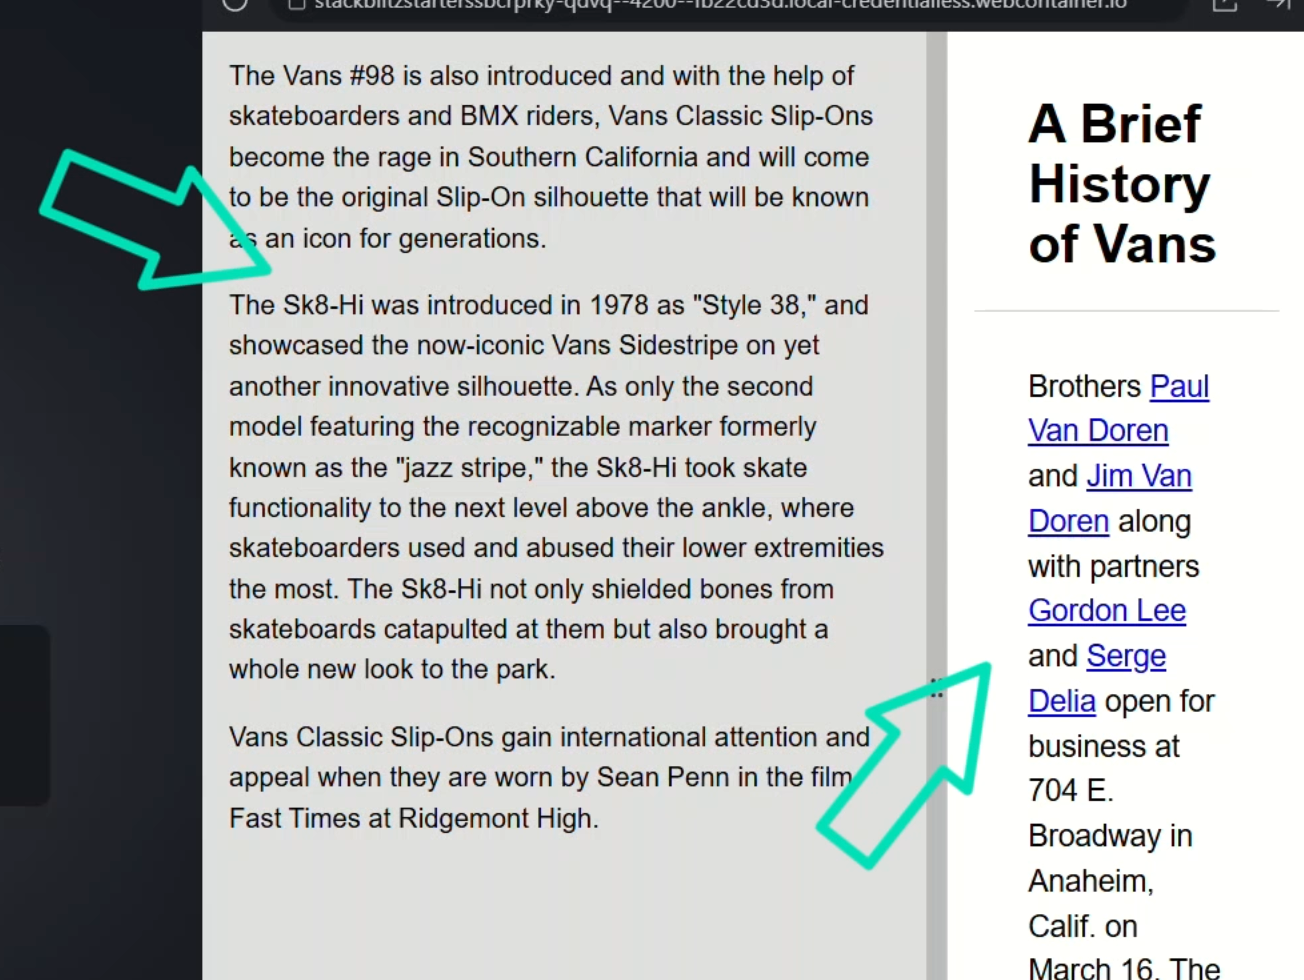 The Vans #98 is also introduced and with the help of
skateboarders and BMX riders, Vans Classic Slip-Ons
become the rage in Southern California and will come
to be the original Slip-On silhouette that will be known
as an icon for generations.
The Sk8-Hi was introduced in 1978 as "Style 38," and
showcased the now-iconic Vans Sidestripe on yet
another innovative silhouette. As only the second
model featuring the recognizable marker formerly
known as the "jazz stripe," the Sk8-Hi took skate
functionality to the next level above the ankle, where
skateboarders used and abused their lower extremities
the most. The Sk8-Hi not only shielded bones from
skateboards catapulted at them but also brought a
whole new look to the park.
Vans Classic Slip-Ons gain international attention and
appeal when they are worn by Sean Penn in the film
Fast Times at Ridgemont High.
A Brief
History
of Vans
Brothers Paul
Van Doren
and Jim Van
Doren along
with partners
Gordon Lee
and Serge
Delia open for
business at
704 E.
Broadway in
Anaheim,
Calif. on
March 16. The